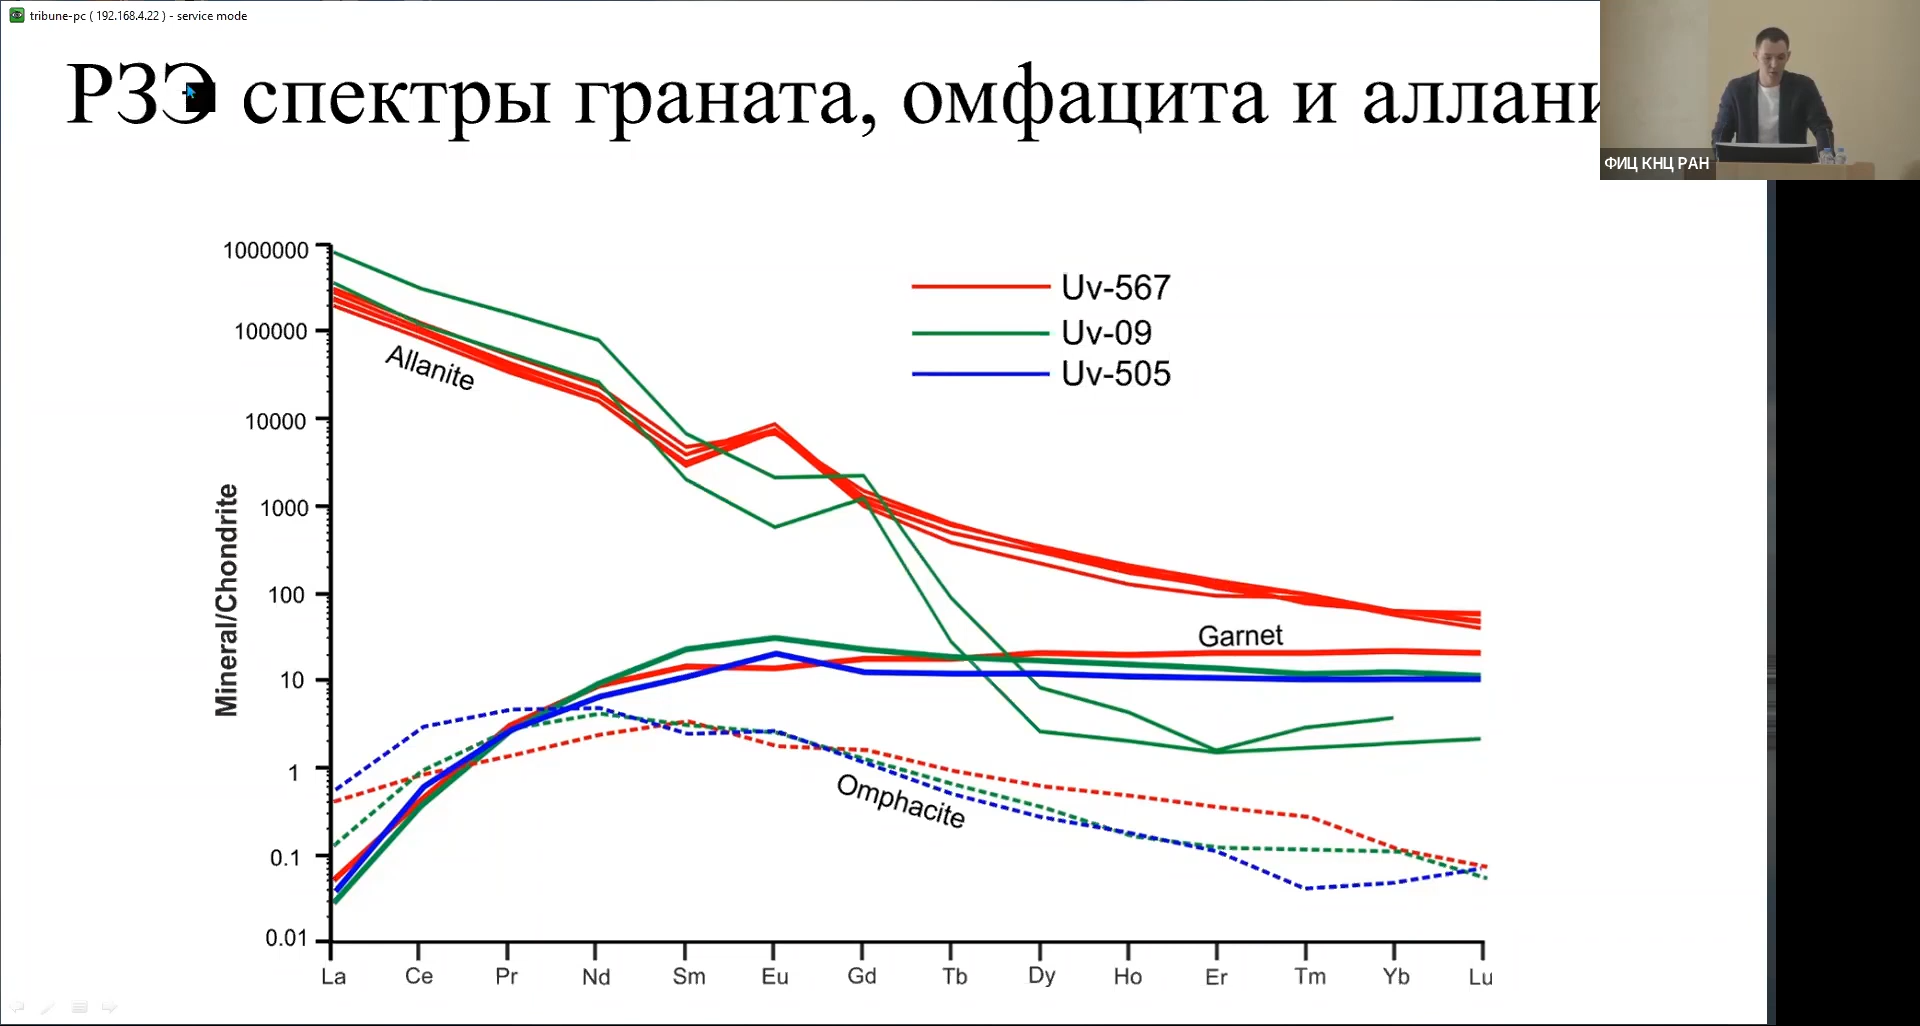 tribune-pc ( 192.168.4.22 ) - service mode
РЗЭ спектры граната, омфацита и аллани
ФИЦ КНЦ РАН
1000000
100000
10000
1000
100
10
1
0.1
0.01
Mineral/Chondrite
Uv-567
Uv-09
Uv-505
Allanite
Garnet
Omphacite
La Ce Pr Nd Sm Eu Gd Tb Dy Ho Er Tm Yb Lu